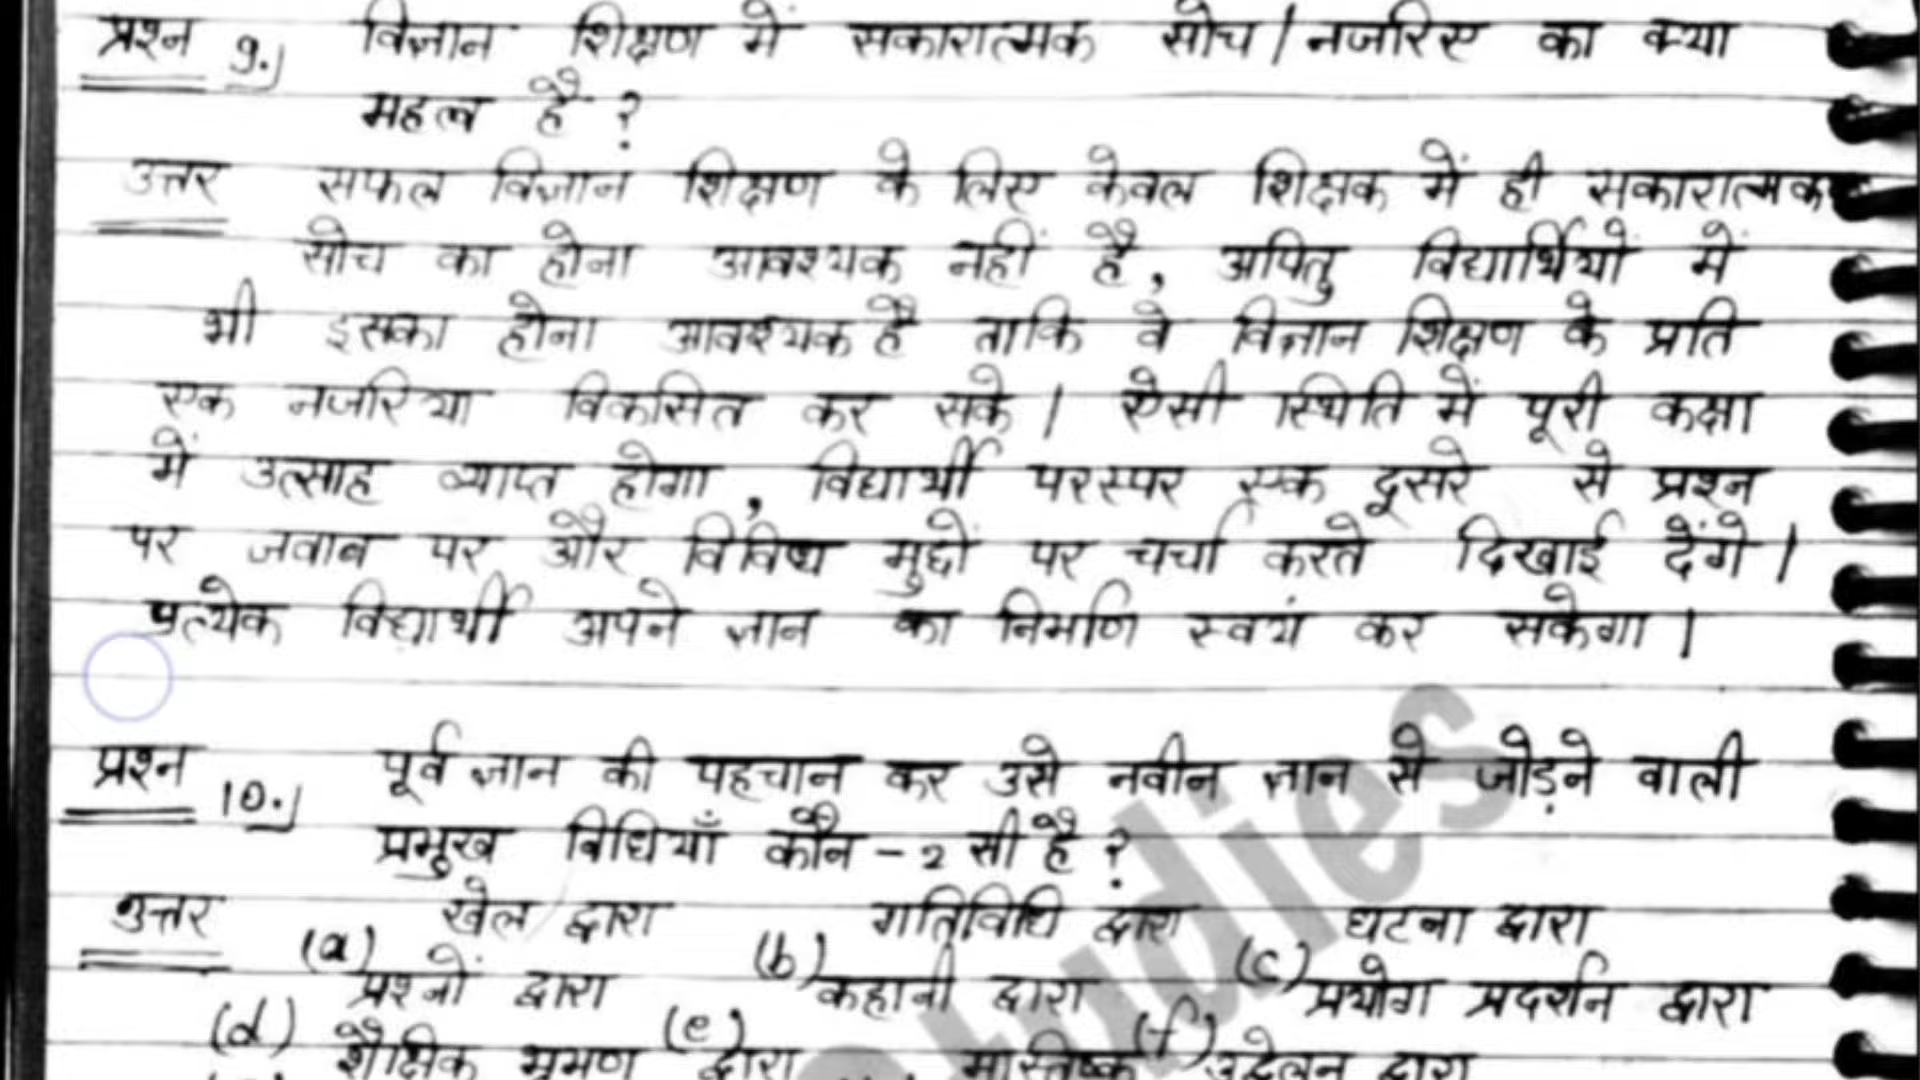 प्रश्न 9.) विज्ञान शिक्षण में सकारात्मक सोच / नजरिए का क्या
महत्व है ?
उत्तर सफल विज्ञान शिक्षण के लिए केवल शिक्षक में ही सकारात्मक
सोच का होना आवश्यक नहीं है, अपितु विद्यार्थियों में
भी इसका होना आवश्यक है ताकि वे विज्ञान शिक्षण के प्रति
एक नजरिया विकसित कर सके । ऐसी स्थिति में पूरी कक्षा
में उत्साह व्याप्त होगा, विद्यार्थी परस्पर एक दूसरे से प्रश्न
पर जवाब पर और विविध मुद्दों पर चर्चा करते दिखाई देंगे ।
प्रत्येक विद्यार्थी अपने ज्ञान का निर्माण स्वयं कर सकेगा ।
प्रश्न 10.) पूर्व ज्ञान की पहचान कर उसे नवीन ज्ञान से जोड़ने वाली
प्रमुख विधियाँ कौन - 2 सी है ?
उत्तर (a) खेल द्वारा (b) गतिविधि द्वारा (c) घटना द्वारा
(d) प्रश्नों द्वारा (e) कहानी द्वारा (f) प्रयोग प्रदर्शन द्वारा
शैक्षिक भ्रमण द्वारा मस्तिष्क उद्वेलन द्वारा